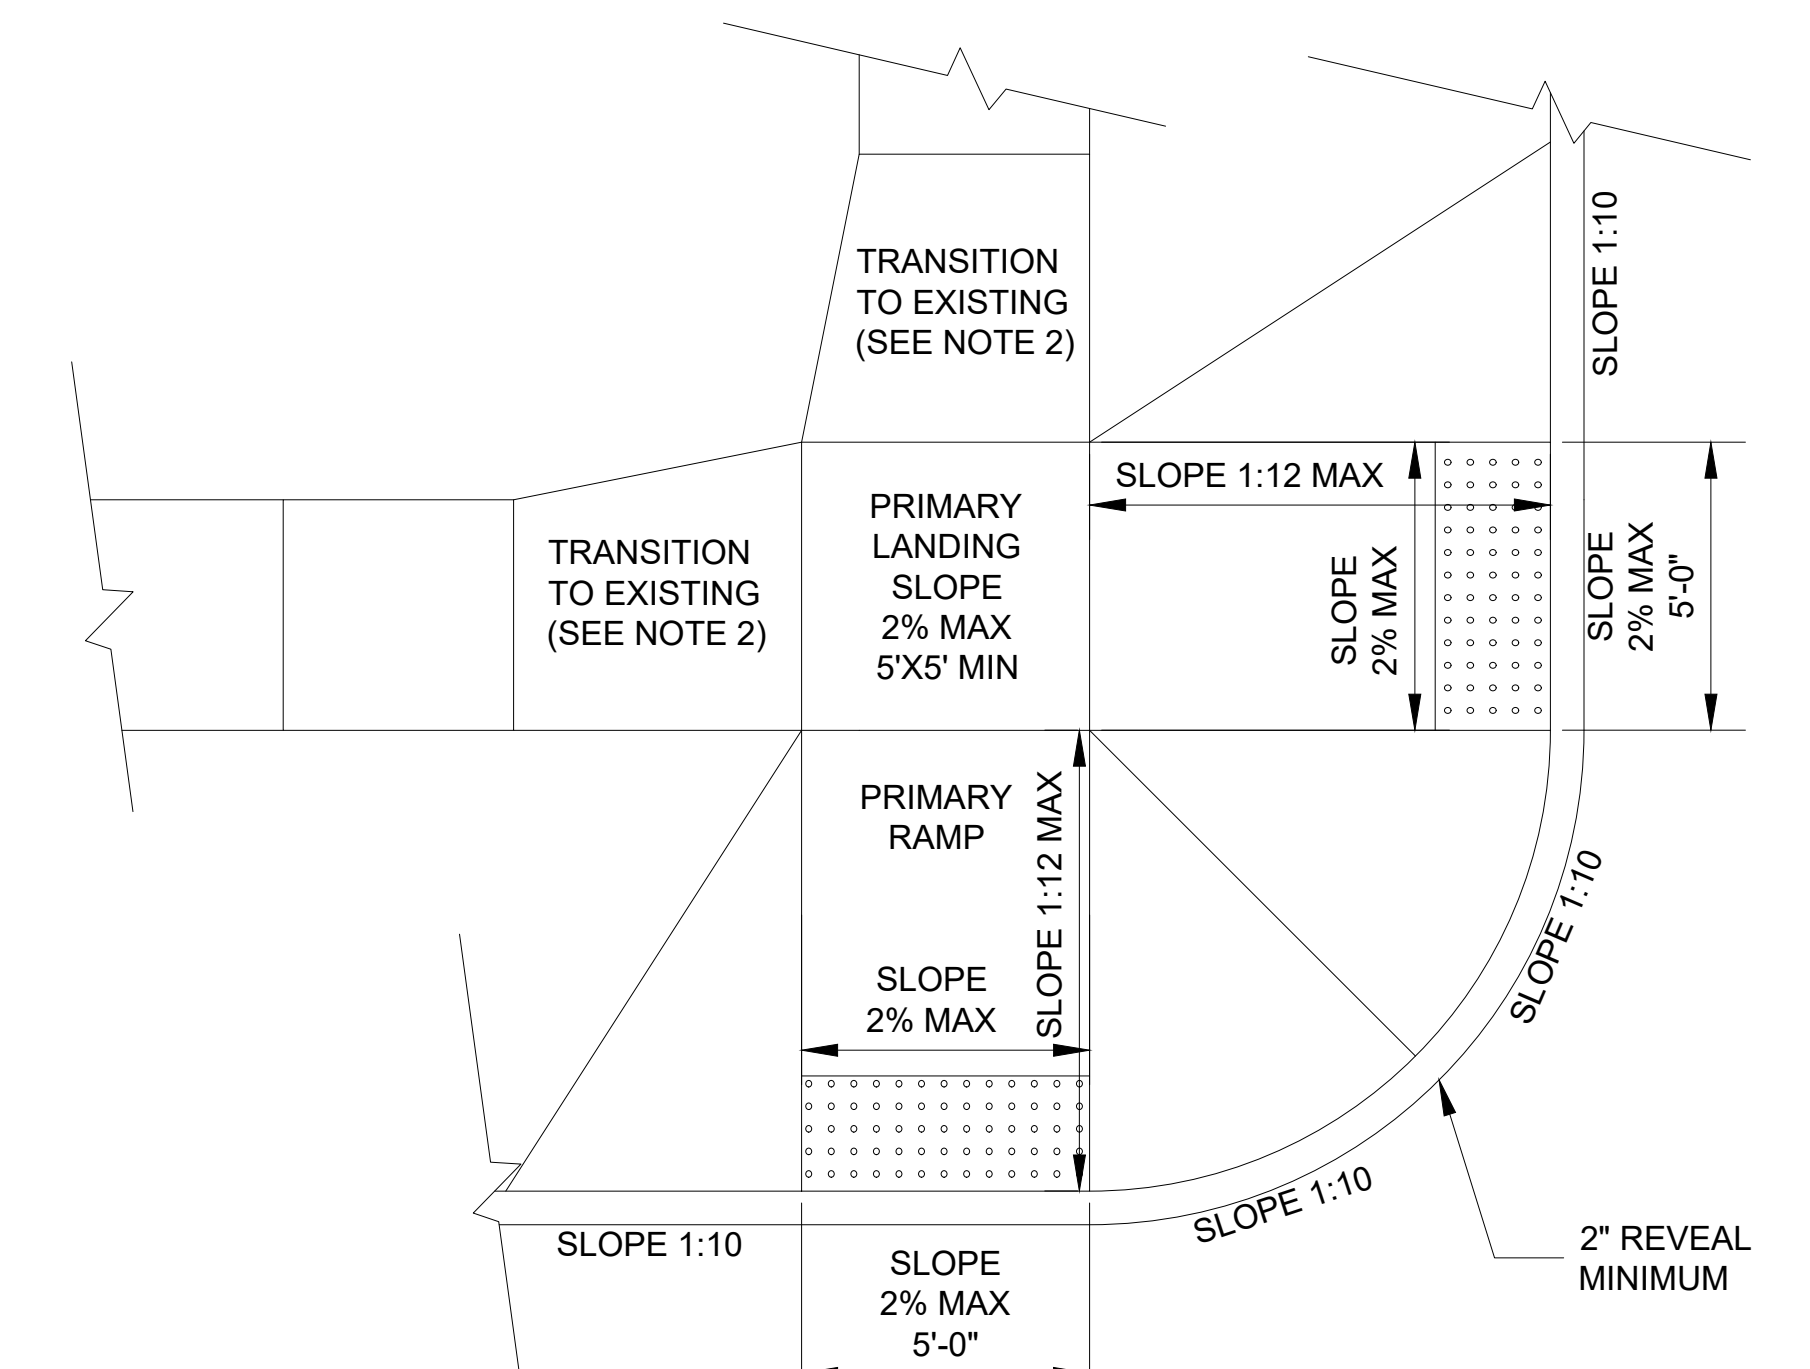 SLOPE 1:10
TRANSITION
TO EXISTING
(SEE NOTE 2)
SLOPE 1:12 MAX
PRIMARY
LANDING
SLOPE
2% MAX
5'X5' MIN
TRANSITION
TO EXISTING
(SEE NOTE 2)
SLOPE
2% MAX
SLOPE
2% MAX
5'-0"
PRIMARY
RAMP
SLOPE 1:12 MAX
SLOPE
2% MAX
SLOPE 1:10
SLOPE 1:10
SLOPE 1:10
2" REVEAL
MINIMUM
SLOPE
2% MAX
5'-0"